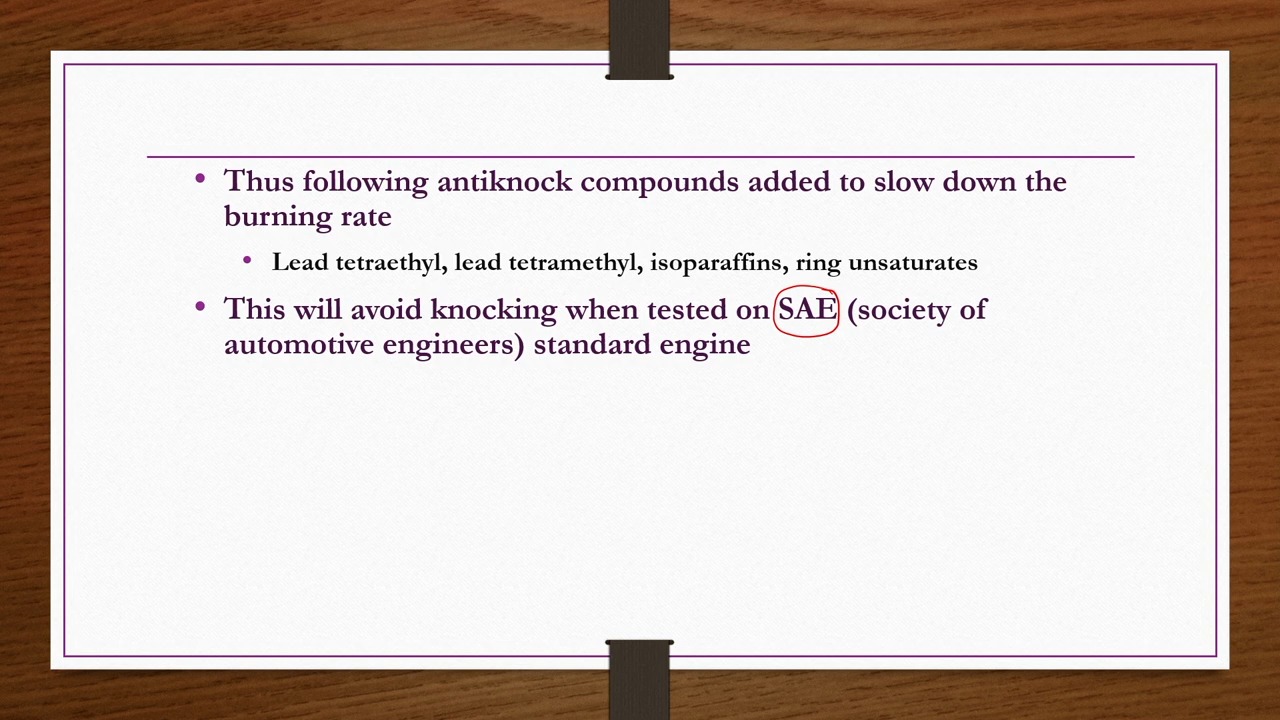 • Thus following antiknock compounds added to slow down the
burning rate
• Lead tetraethyl, lead tetramethyl, isoparaffins, ring unsaturates
• This will avoid knocking when tested on SAE (society of
automotive engineers) standard engine